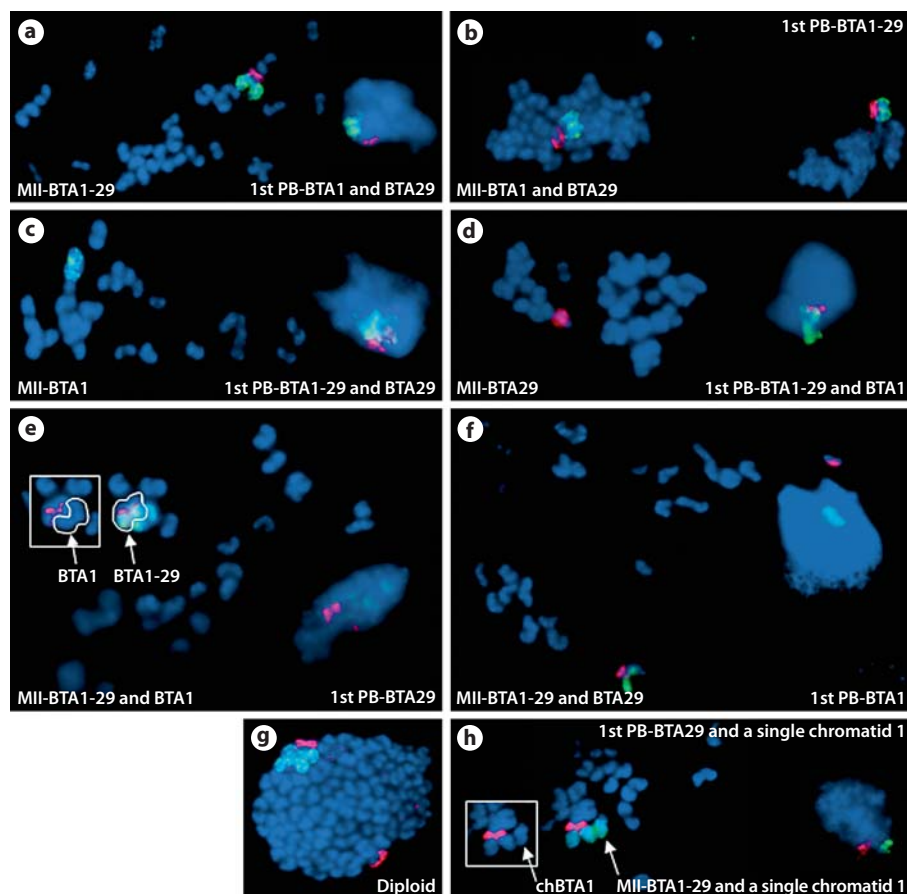 a
MII-BTA1-29
1st PB-BTA1 and BTA29
b
1st PB-BTA1-29
MII-BTA1 and BTA29
c
MII-BTA1
1st PB-BTA1-29 and BTA29
d
MII-BTA29
1st PB-BTA1-29 and BTA1
e
BTA1
BTA1-29
MII-BTA1-29 and BTA1
1st PB-BTA29
f
MII-BTA1-29 and BTA29
1st PB-BTA1
g
Diploid
h
1st PB-BTA29 and a single chromatid 1
chBTA1
MII-BTA1-29 and a single chromatid 1